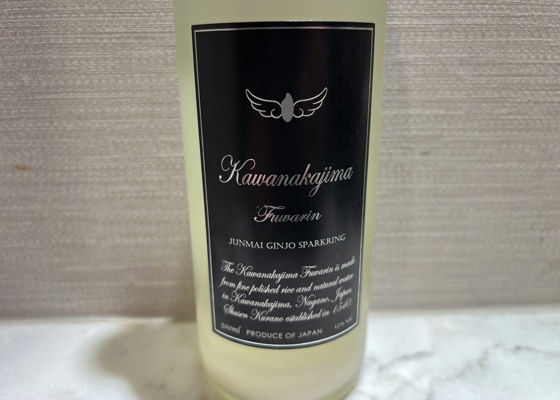 Kawanakajima
Fuwarin
JUNMAI GINJO SPARKRING
The Kawanakajima Fuwarin is made
from fine polished rice and natural water
in Kawanakajima, Nagano, Japan
Shusen Kurano established in 1540.
500ml PRODUCE OF JAPAN 12% vol